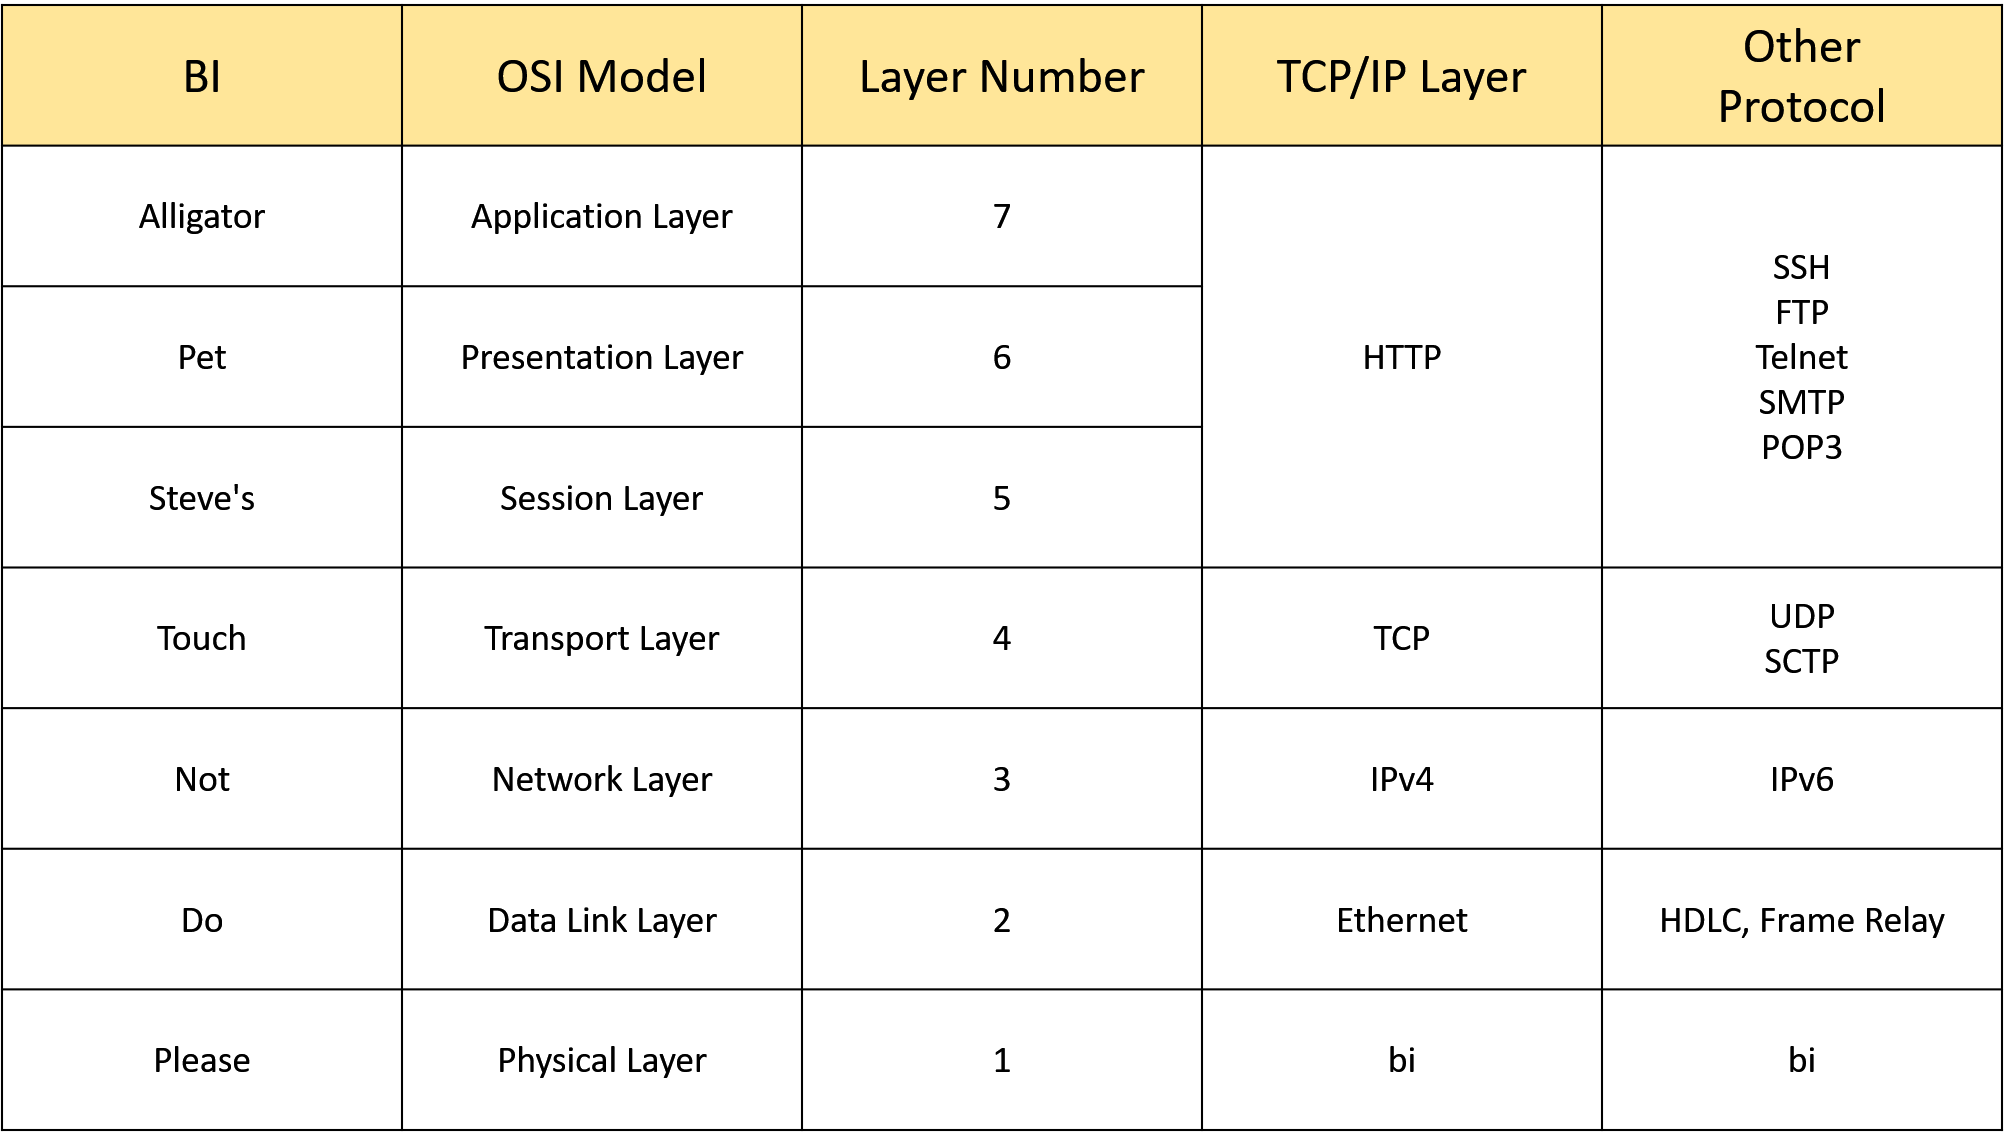 BI
OSI Model
Layer Number
TCP/IP Layer
Other
Protocol
Alligator
Application Layer
7
HTTP
SSH
FTP
Telnet
SMTP
POP3
Pet
Presentation Layer
6
Steve's
Session Layer
5
Touch
Transport Layer
4
TCP
UDP
SCTP
Not
Network Layer
3
IPv4
IPv6
Do
Data Link Layer
2
Ethernet
HDLC, Frame Relay
Please
Physical Layer
1
bi
bi